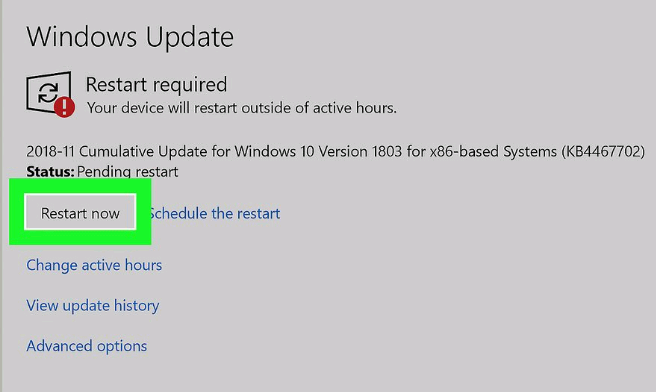 Windows Update
Restart required
Your device will restart outside of active hours.
2018-11 Cumulative Update for Windows 10 Version 1803 for x86-based Systems (KB4467702)
Status: Pending restart
Restart now Schedule the restart
Change active hours
View update history
Advanced options